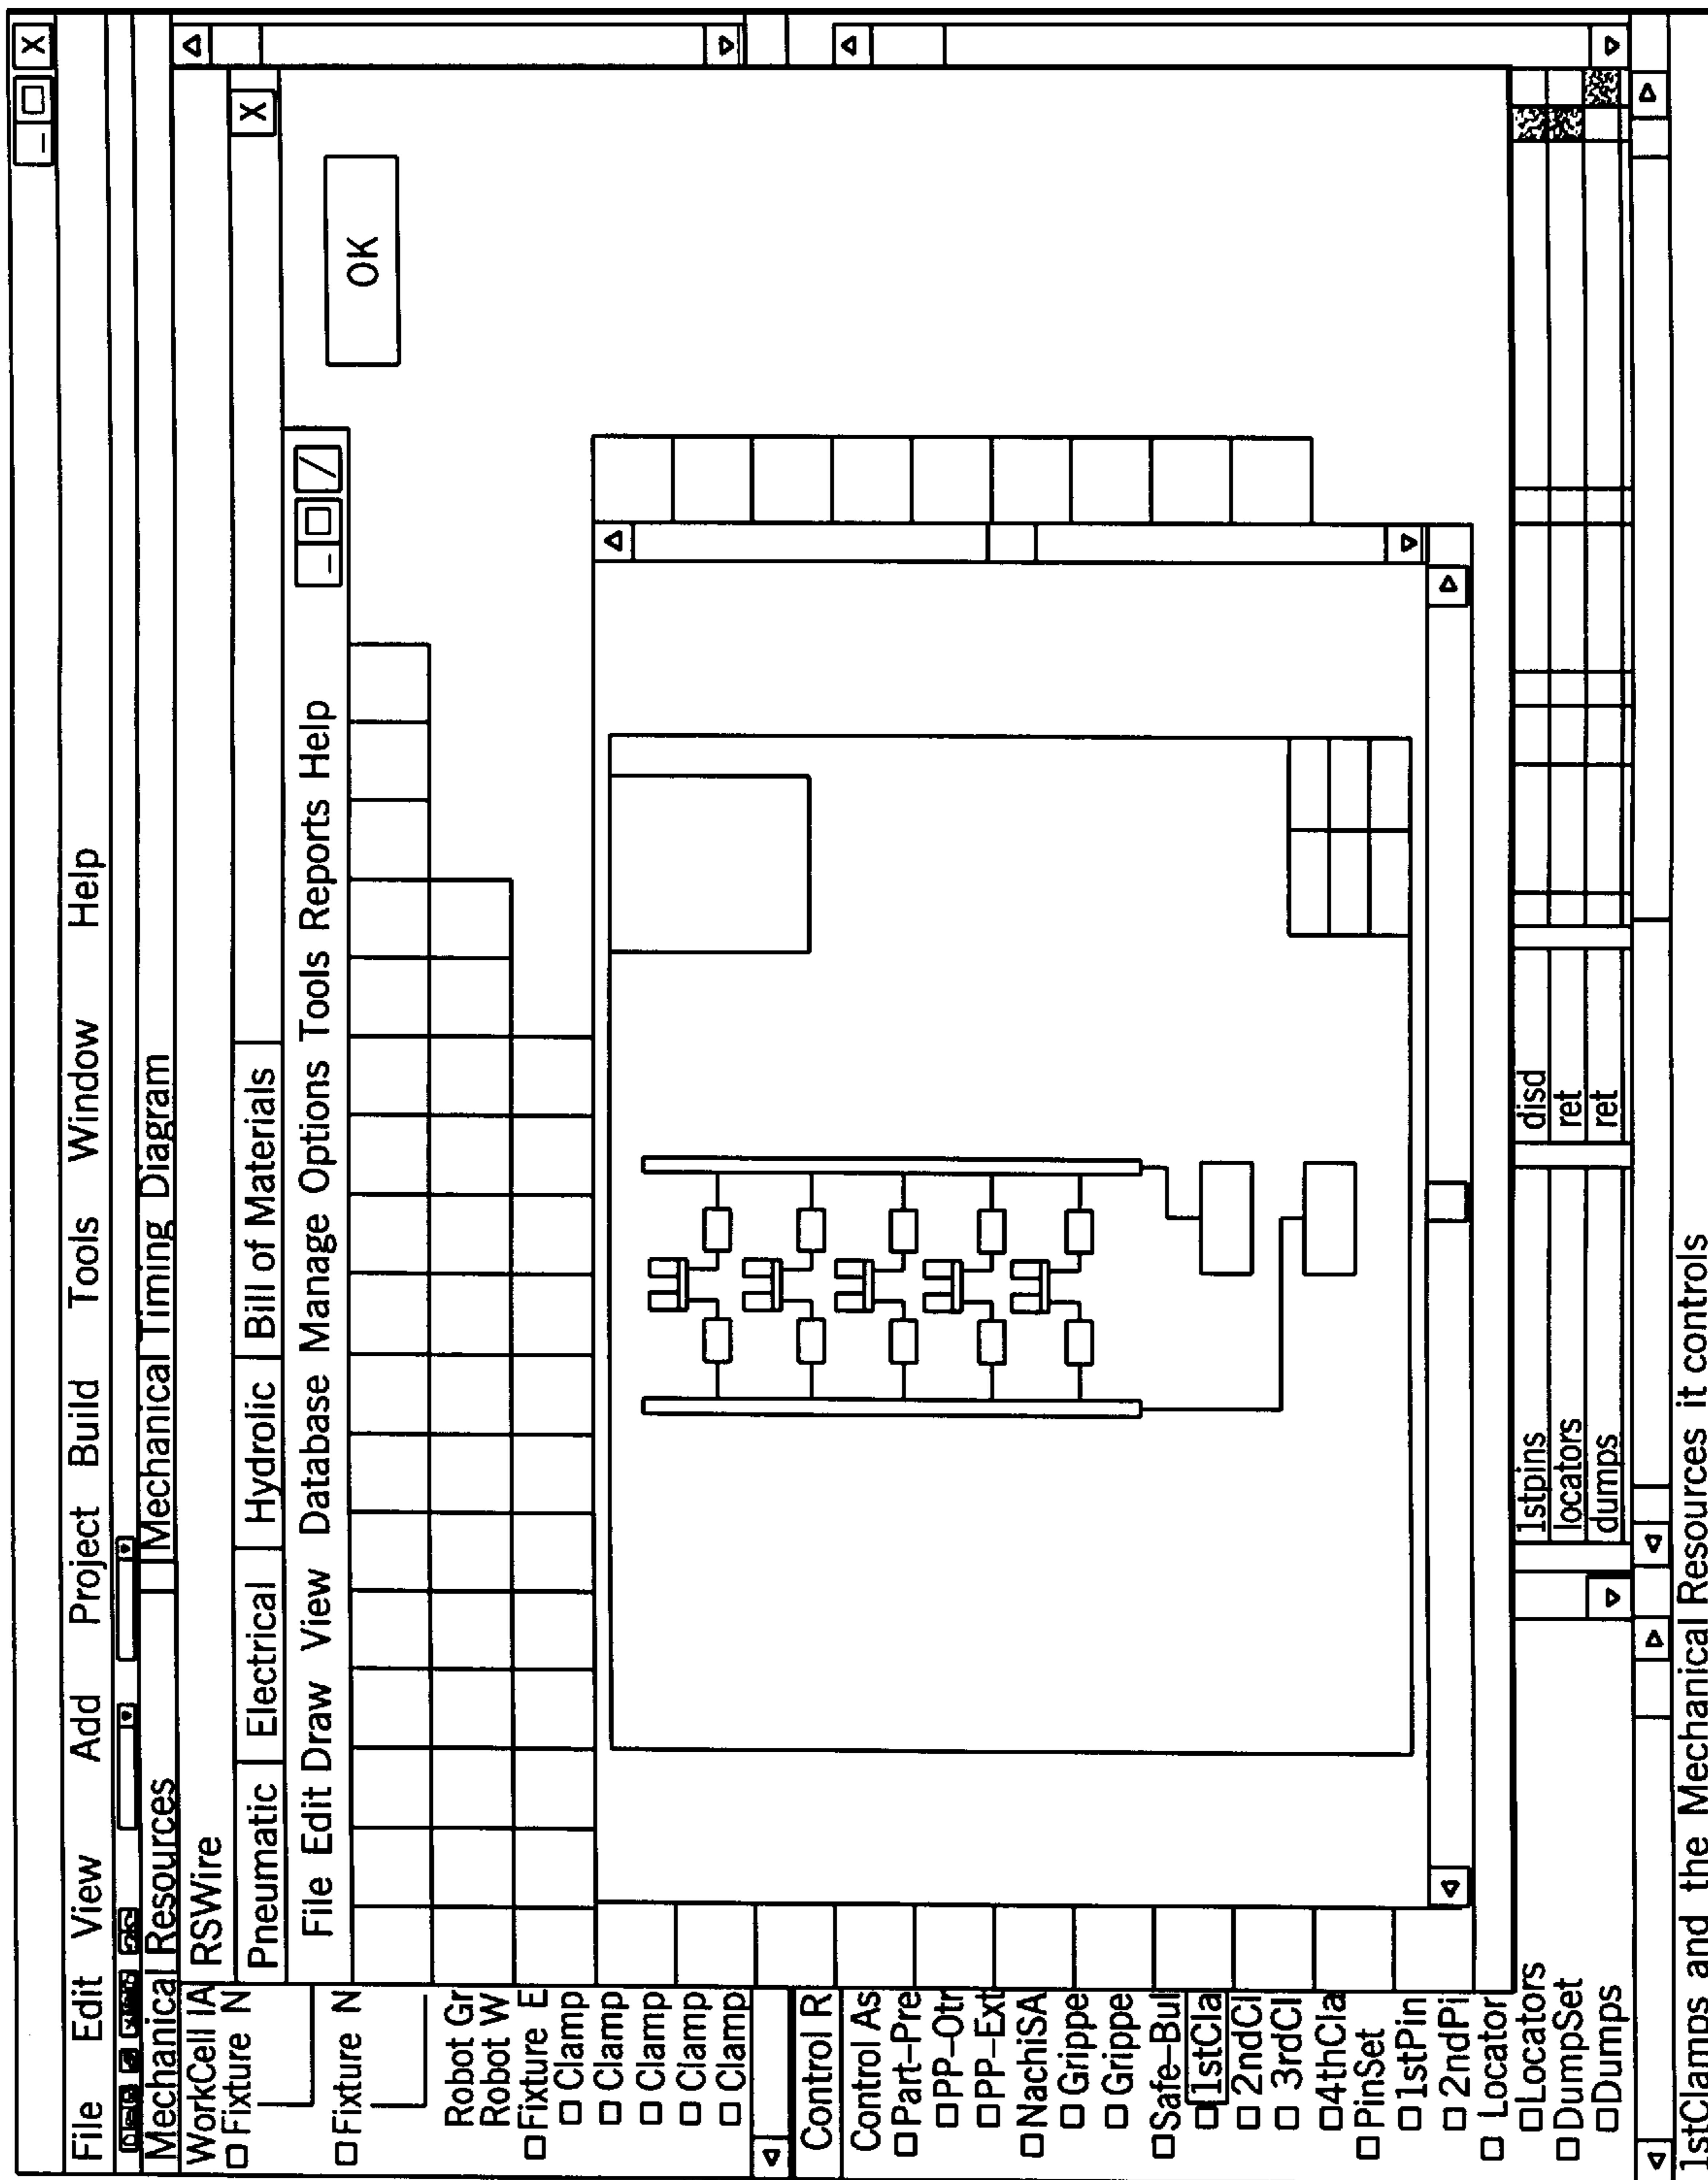 File Edit View Add Project Build Tools Window Help
Mechanical Resources
Mechanical Timing Diagram
WorkCell IA
RSWire
Fixture N
Pneumatic Electrical Hydrolic Bill of Materials
File Edit Draw View Database Manage Options Tools Reports Help
OK
Fixture N
Robot Gr
Robot W
Fixture E
Clamp
Clamp
Clamp
Clamp
Clamp
Control R
Control As
Part-Pre
PP-Otr
PP-Ext
NachiSA
Grippe
Grippe
Safe-Bul
1stCla
2ndCl
3rdCl
4thCla
PinSet
1stPin
2ndPi
Locator
Locators
DumpSet
Dumps
1stpins disd
locators ret
dumps ret
1stClamps and the Mechanical Resources it controls